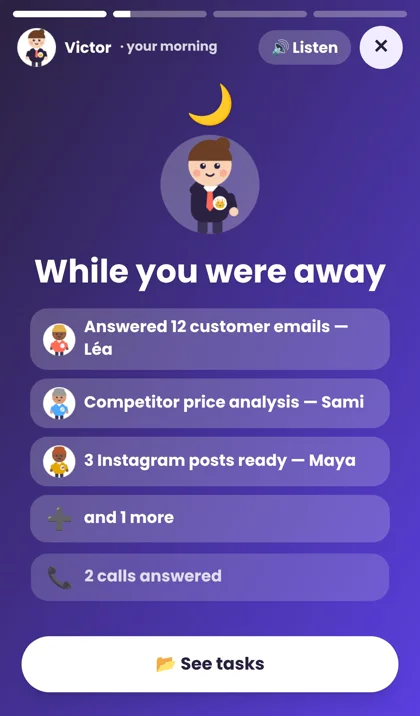 Victor · your morning
🔊 Listen
✕
While you were away
Answered 12 customer emails —
Léa
Competitor price analysis — Sami
3 Instagram posts ready — Maya
➕ and 1 more
📞 2 calls answered
📂 See tasks